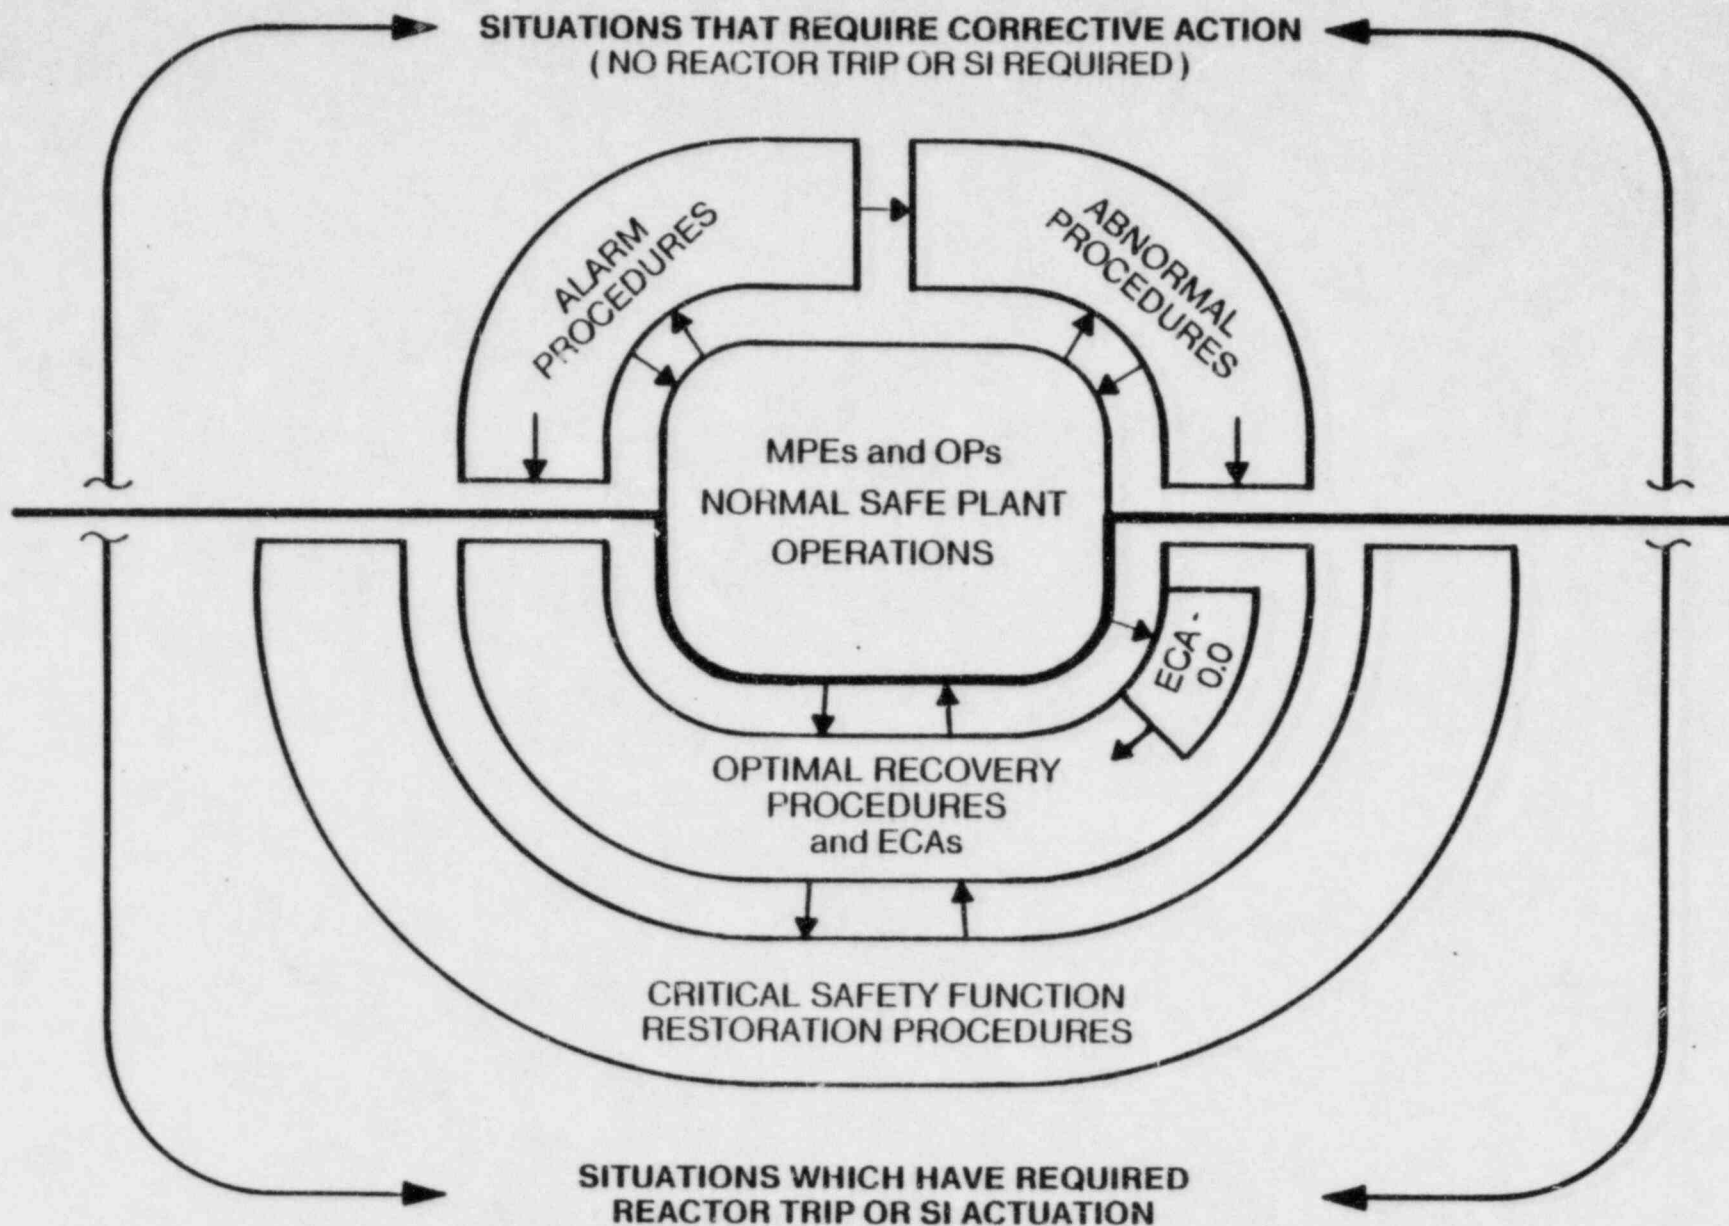 SITUATIONS THAT REQUIRE CORRECTIVE ACTION
( NO REACTOR TRIP OR SI REQUIRED )
ALARM
PROCEDURES
ABNORMAL
PROCEDURES
MPEs and OPs
NORMAL SAFE PLANT
OPERATIONS
ECA -
0.0
OPTIMAL RECOVERY
PROCEDURES
and ECAs
CRITICAL SAFETY FUNCTION
RESTORATION PROCEDURES
SITUATIONS WHICH HAVE REQUIRED
REACTOR TRIP OR SI ACTUATION